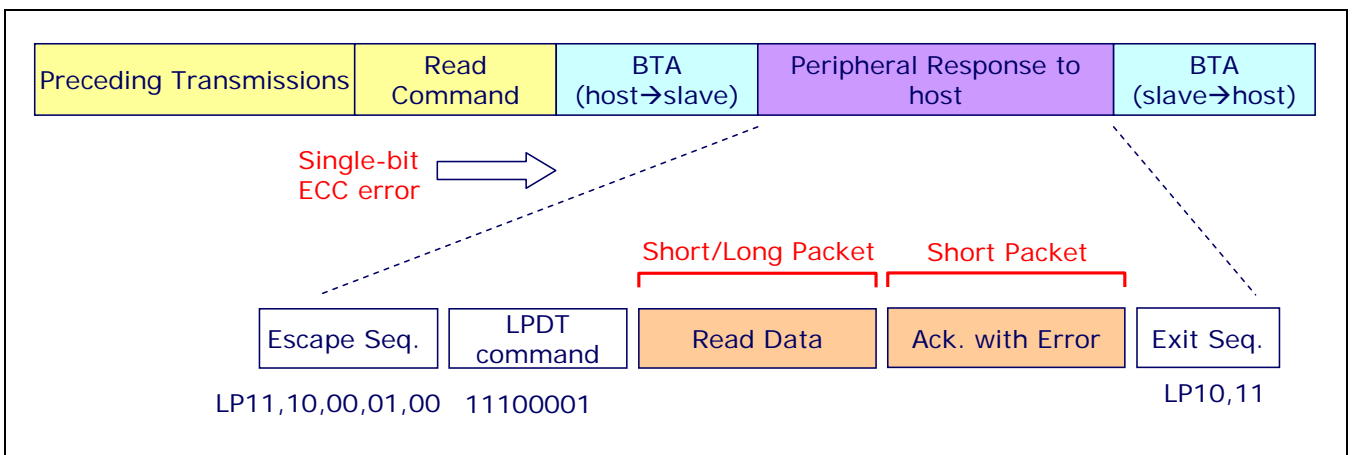 Preceding Transmissions
Read
Command
BTA
(host→slave)
Peripheral Response to
host
BTA
(slave→host)
Single-bit
ECC error
Short/Long Packet
Short Packet
Escape Seq.
LPDT
command
Read Data
Ack. with Error
Exit Seq.
LP11,10,00,01,00
11100001
LP10,11